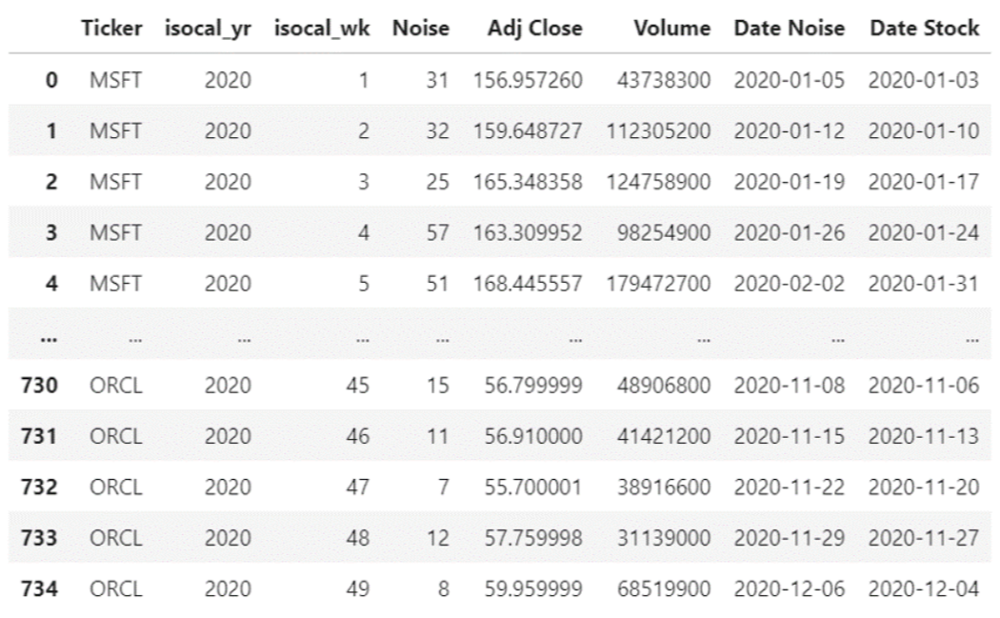 Ticker isocal_yr isocal_wk Noise Adj Close Volume Date Noise Date Stock
0 MSFT 2020 1 31 156.957260 43738300 2020-01-05 2020-01-03
1 MSFT 2020 2 32 159.648727 112305200 2020-01-12 2020-01-10
2 MSFT 2020 3 25 165.348358 124758900 2020-01-19 2020-01-17
3 MSFT 2020 4 57 163.309952 98254900 2020-01-26 2020-01-24
4 MSFT 2020 5 51 168.445557 179472700 2020-02-02 2020-01-31
... ... ... ... ... ... ... ... ...
730 ORCL 2020 45 15 56.799999 48906800 2020-11-08 2020-11-06
731 ORCL 2020 46 11 56.910000 41421200 2020-11-15 2020-11-13
732 ORCL 2020 47 7 55.700001 38916600 2020-11-22 2020-11-20
733 ORCL 2020 48 12 57.759998 31139000 2020-11-29 2020-11-27
734 ORCL 2020 49 8 59.959999 68519900 2020-12-06 2020-12-04